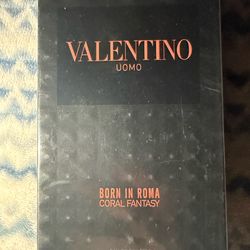 VALENTINO
UOMO
BORN IN ROMA
CORAL FANTASY